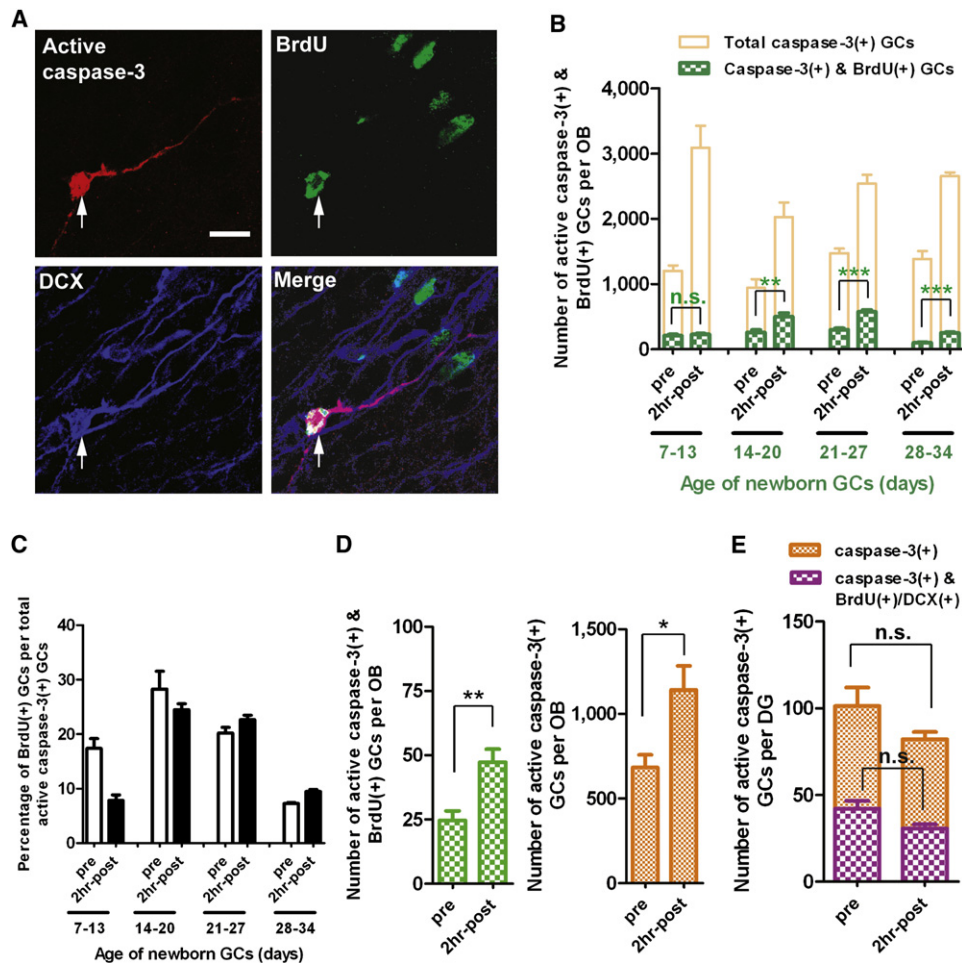 A
Active
caspase-3
BrdU
DCX
Merge
B
Total caspase-3(+) GCs
Caspase-3(+) & BrdU(+) GCs
Number of active caspase-3(+) &
BrdU(+) GCs per OB
4,000
3,000
2,000
1,000
0
n.s.
**
***
***
pre
2hr-post
pre
2hr-post
pre
2hr-post
pre
2hr-post
7-13
14-20
21-27
28-34
Age of newborn GCs (days)
C
Percentage of BrdU(+) GCs per total
active caspase-3(+) GCs
40
30
20
10
0
pre
2hr-post
pre
2hr-post
pre
2hr-post
pre
2hr-post
7-13
14-20
21-27
28-34
Age of newborn GCs (days)
D
Number of active caspase-3(+) &
BrdU(+) GCs per OB
100
75
50
25
0
**
pre
2hr-post
Number of active caspase-3(+)
GCs per OB
1,500
1,000
500
0
*
pre
2hr-post
E
caspase-3(+)
caspase-3(+) &
BrdU(+)/DCX(+)
Number of active caspase-3(+)
GCs per DG
150
100
50
0
n.s.
n.s.
pre
2hr-post